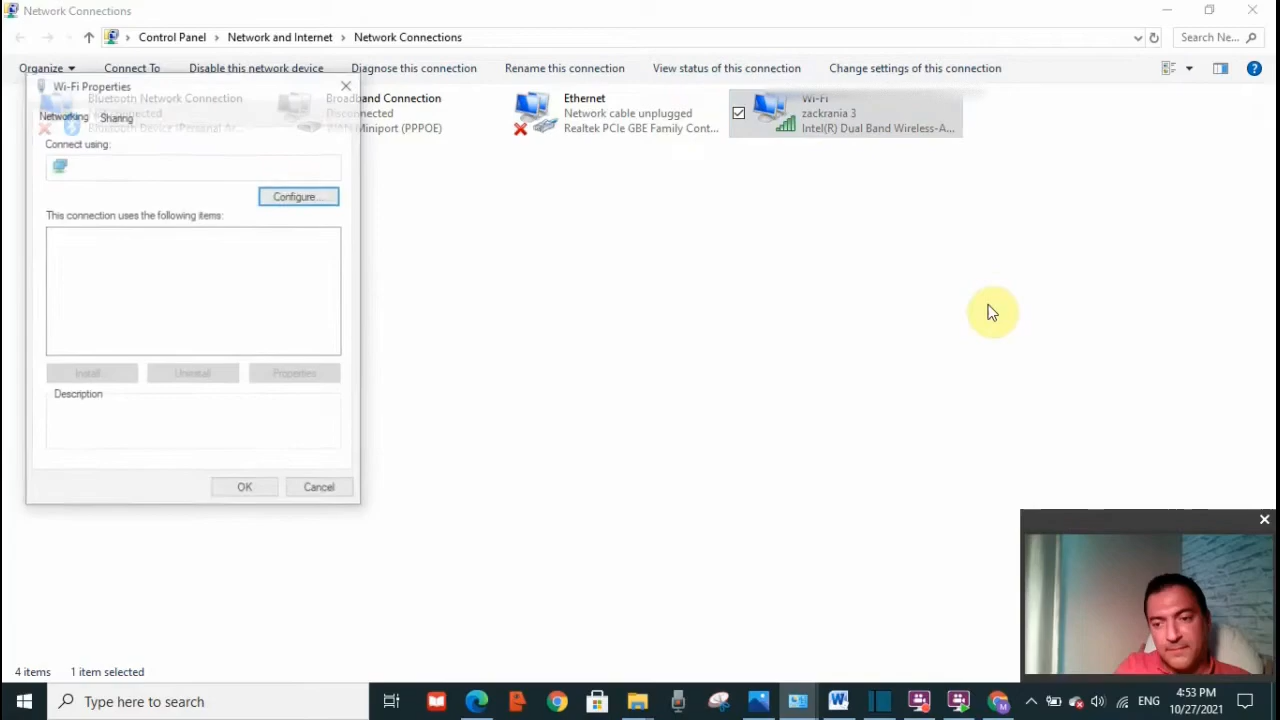 Network Connections
Control Panel
Network and Internet
Network Connections
Search Ne...
Organize
Connect To
Disable this network device
Diagnose this connection
Rename this connection
View status of this connection
Change settings of this connection
Wi-Fi Properties
Networking
Sharing
Connect using:
Configure...
This connection uses the following items:
Install...
Uninstall
Properties
Description
OK
Cancel
Bluetooth Network Connection
Disconnected
Bluetooth Device (Personal Ar...
Broadband Connection
Disconnected
WAN Miniport (PPPOE)
Ethernet
Network cable unplugged
Realtek PCIe GBE Family Cont...
Wi-Fi
zackrania 3
Intel(R) Dual Band Wireless-A...
4 items
1 item selected
Type here to search
ENG
4:53 PM
10/27/2021